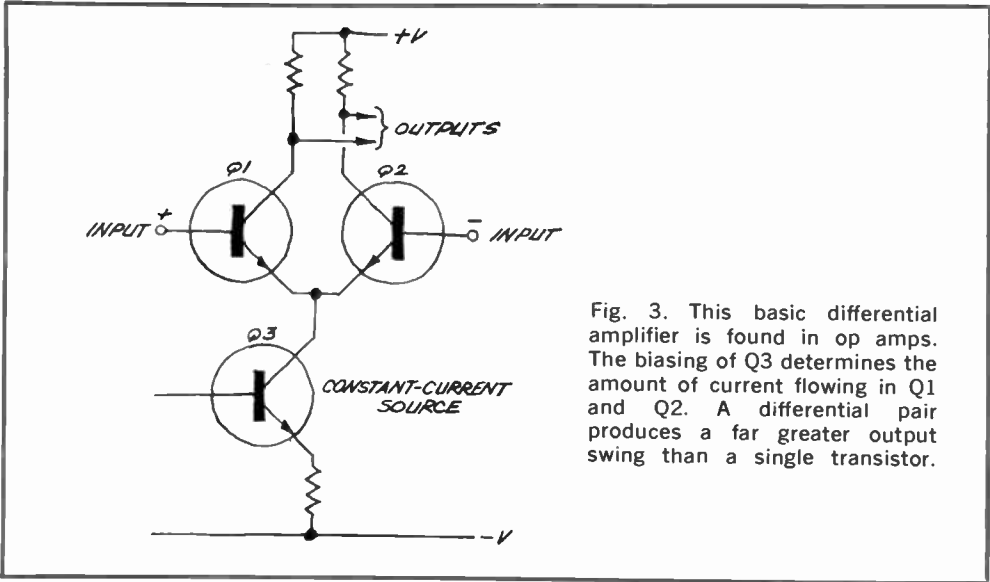 +V
OUTPUTS
Q1
Q2
INPUT +
- INPUT
Q3
CONSTANT-CURRENT
SOURCE
-V
Fig. 3. This basic differential
amplifier is found in op amps.
The biasing of Q3 determines the
amount of current flowing in Q1
and Q2. A differential pair
produces a far greater output
swing than a single transistor.